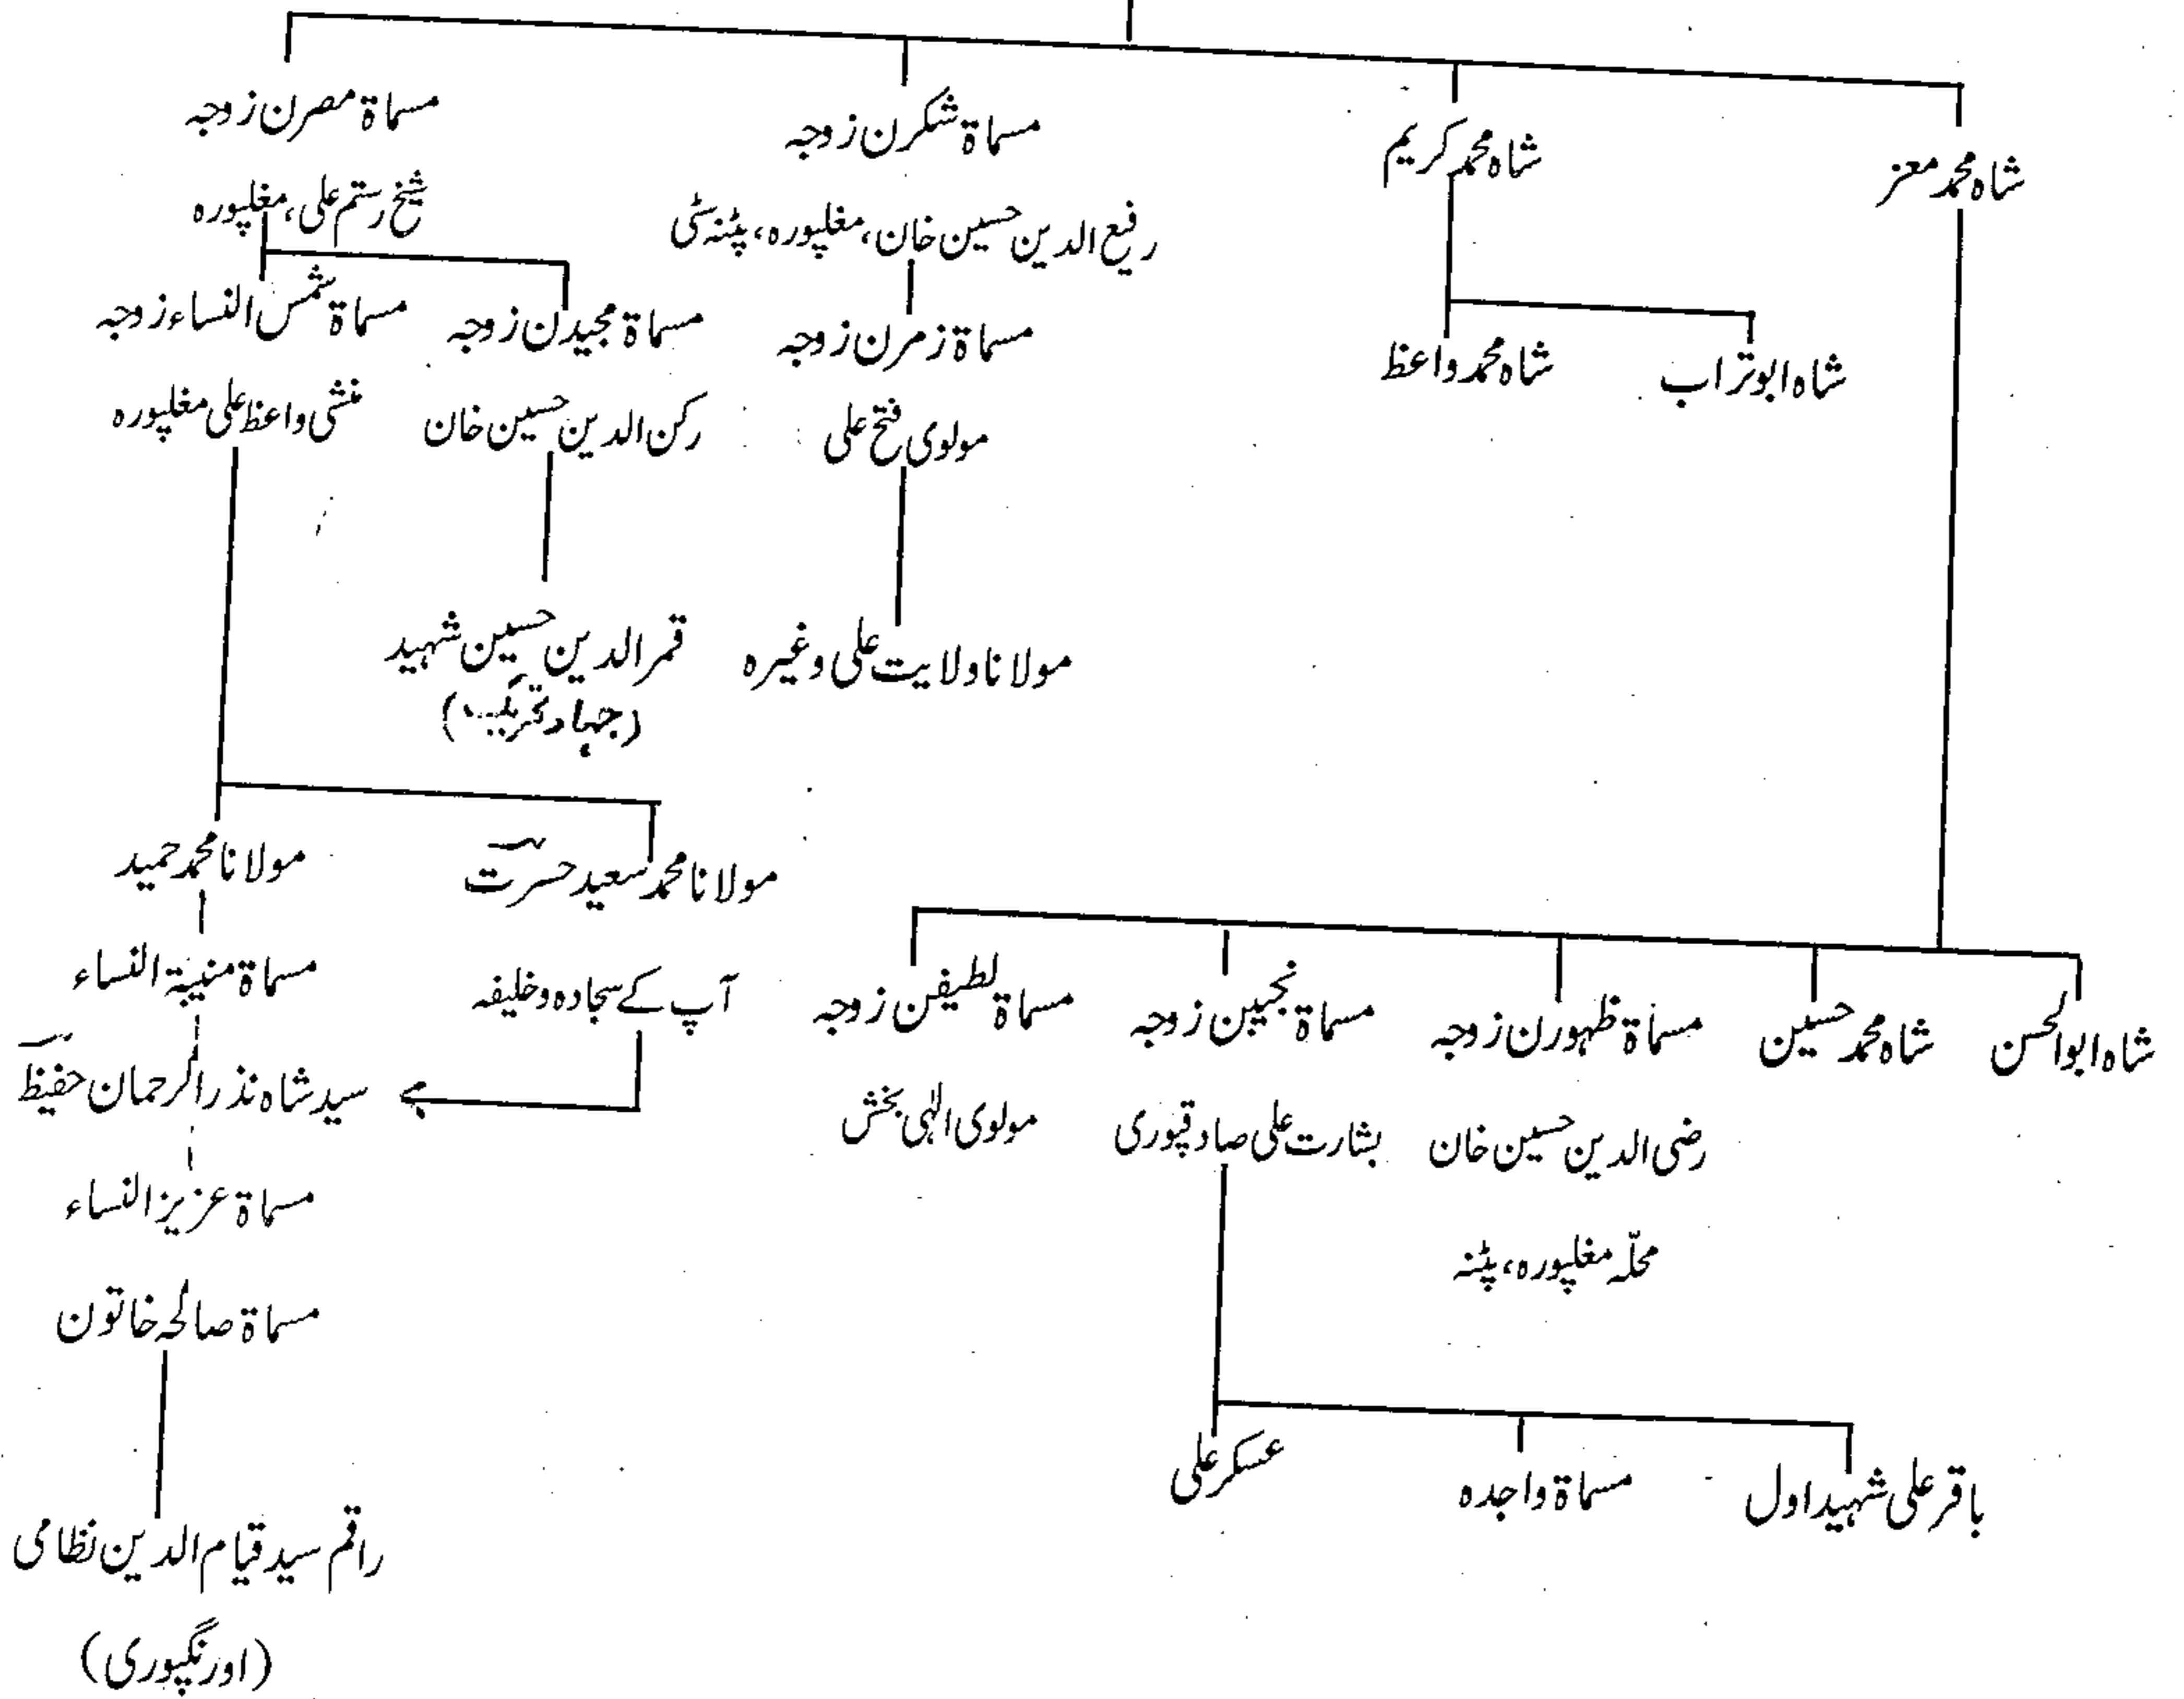 شاہ محمد معز
شاہ محمد کریم
مسماۃ شکرن زوجہ
رفیع الدین حسین خان، مغلپورہ، پٹنہ سٹی
مسماۃ مصرن زوجہ
شیخ رستم علی، مغلپورہ
شاہ ابوتراب
شاہ محمد واعظ
مسماۃ زمرن زوجہ
مولوی فتح علی
مسماۃ مجیدن زوجہ
رکن الدین حسین خان
مسماۃ شمس النساء زوجہ
منشی واعظ علی مغلپورہ
مولانا ولایت علی وغیرہ
قمر الدین حسین شہید
(جہاد
مولانا محمد سعید حسرت
آپ کے سجادہ و خلیفہ
مولانا محمد حمید
مسماۃ منیبۃ النساء
سید شاہ نذر الرحمان حفیظ
مسماۃ عزیز النساء
مسماۃ صالحہ خاتون
راقم سید قیام الدین نظامی
(اورنگپوری)
شاہ ابوالحسن
شاہ محمد حسین
مسماۃ ظہورن زوجہ
رضی الدین حسین خان
محلّہ مغلپورہ، پٹنہ
مسماۃ نجیبن زوجہ
بشارت علی صادقپوری
مسماۃ لطیفن زوجہ
مولوی الٰہی بخش
باقر علی شہید اول
مسماۃ واجدہ
عسکر علی